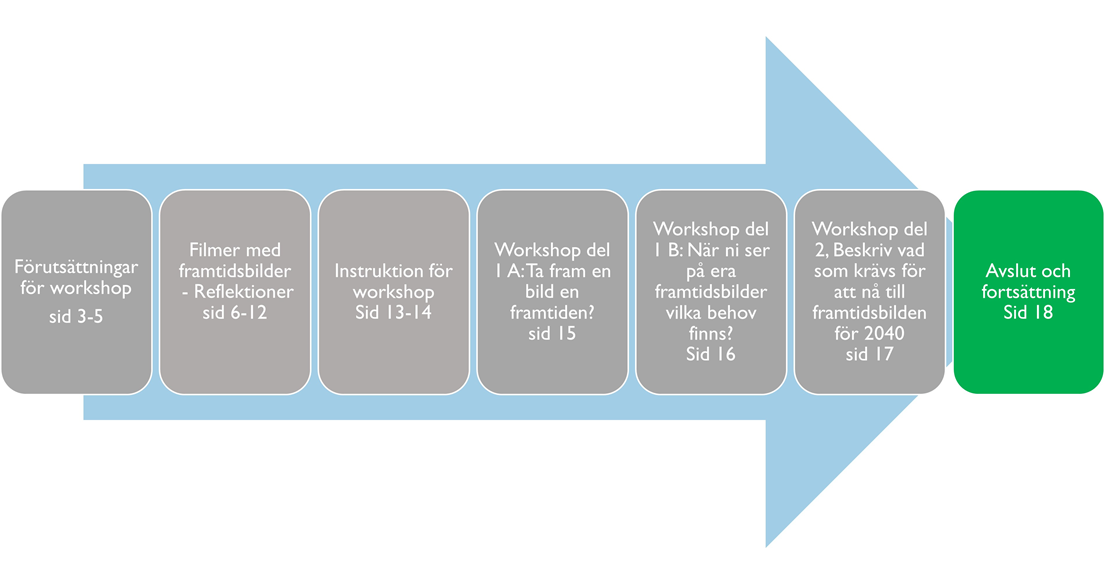 Förutsättningar
för workshop
sid 3-5
Filmer med
framtidsbilder
- Reflektioner
sid 6-12
Instruktion för
workshop
Sid 13-14
Workshop del
1 A: Ta fram en
bild en
framtiden?
sid 15
Workshop del
1 B: När ni ser
på era
framtidsbilder
vilka behov
finns?
Sid 16
Workshop del
2, Beskriv vad
som krävs för
att nå till
framtidsbilden
för 2040
sid 17
Avslut och
fortsättning
Sid 18